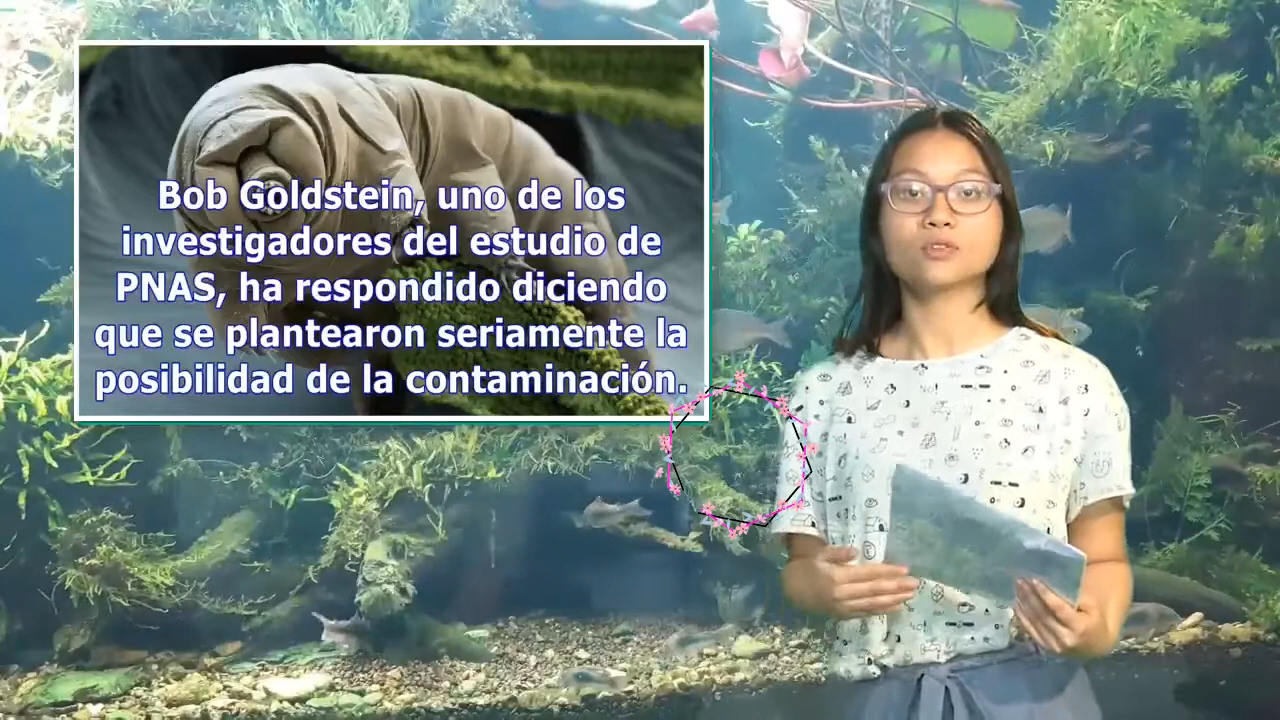 Bob Goldstein, uno de los
investigadores del estudio de
PNAS, ha respondido diciendo
que se plantearon seriamente la
posibilidad de la contaminación.